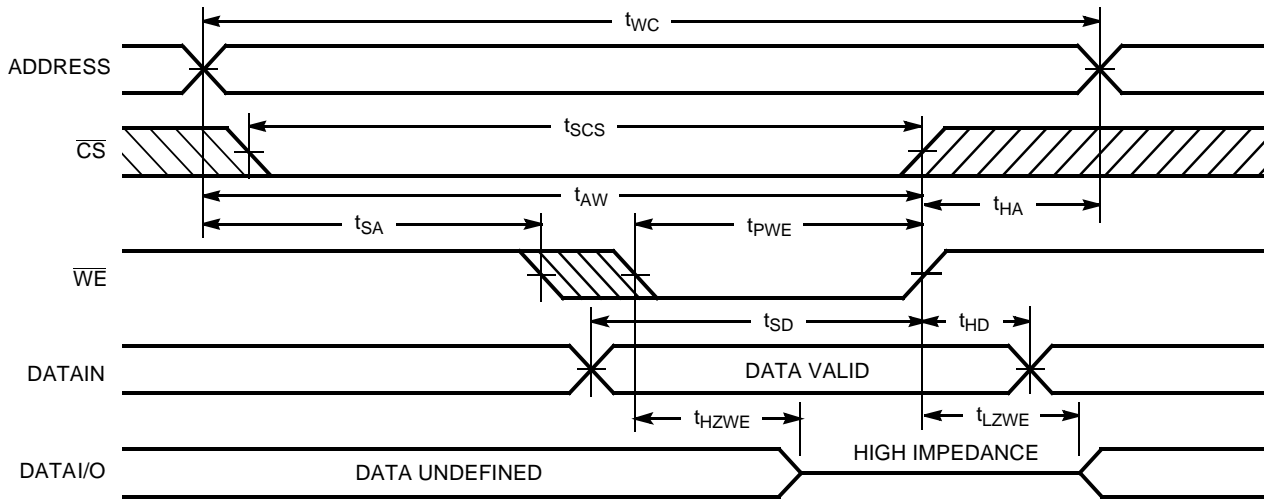 tWC
ADDRESS
tSCS
CS
tAW
tHA
tSA
tPWE
WE
tSD
tHD
DATAIN
DATA VALID
tHZWE
tLZWE
HIGH IMPEDANCE
DATAI/O
DATA UNDEFINED